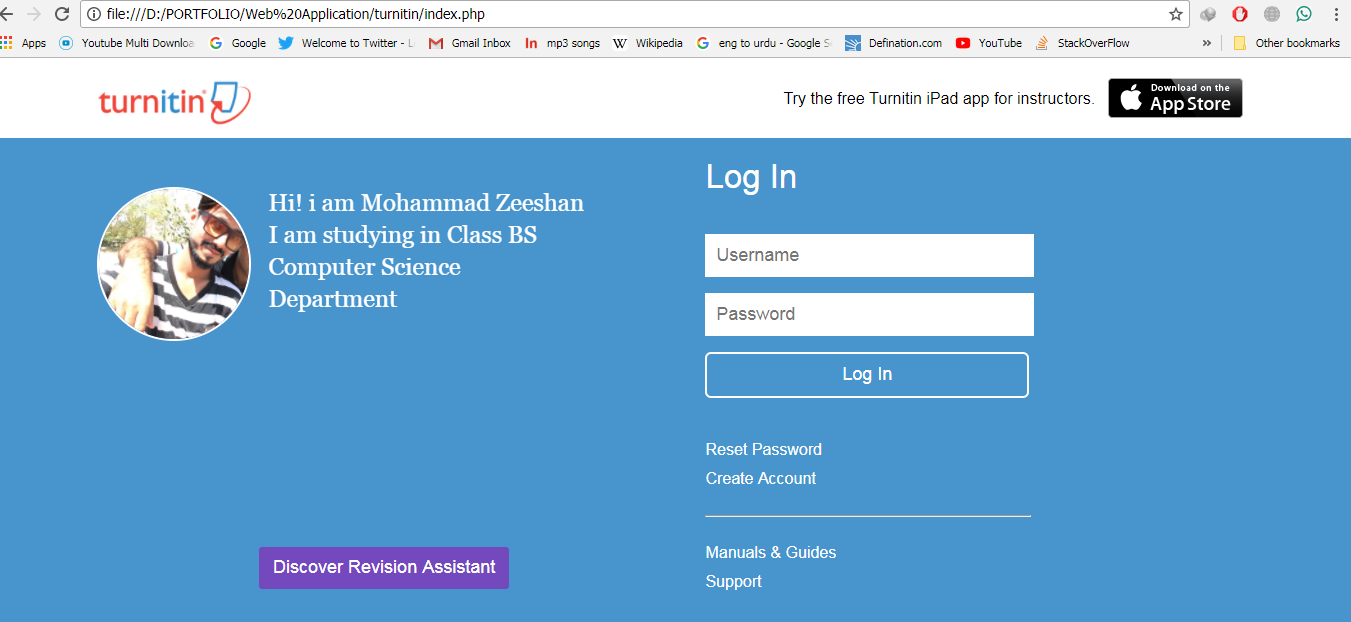 file:///D:/PORTFOLIO/Web%20Application/turnitin/index.php
Apps Youtube Multi Downloa Google Welcome to Twitter - L Gmail Inbox In mp3 songs W Wikipedia eng to urdu - Google S Defination.com YouTube StackOverFlow » Other bookmarks
turnitin
Try the free Turnitin iPad app for instructors.
Download on the
App Store
Hi! i am Mohammad Zeeshan
I am studying in Class BS
Computer Science
Department
Discover Revision Assistant
Log In
Username
Password
Log In
Reset Password
Create Account
Manuals & Guides
Support